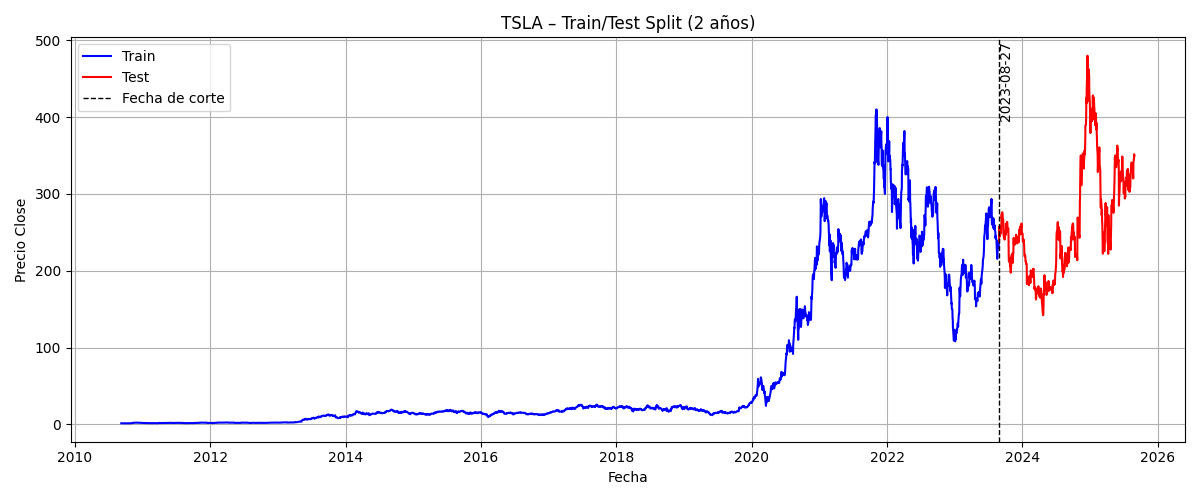 TSLA – Train/Test Split (2 años)
Train
Test
Fecha de corte
2023-08-27
Precio Close
500
400
300
200
100
0
2010
2012
2014
2016
2018
2020
2022
2024
2026
Fecha